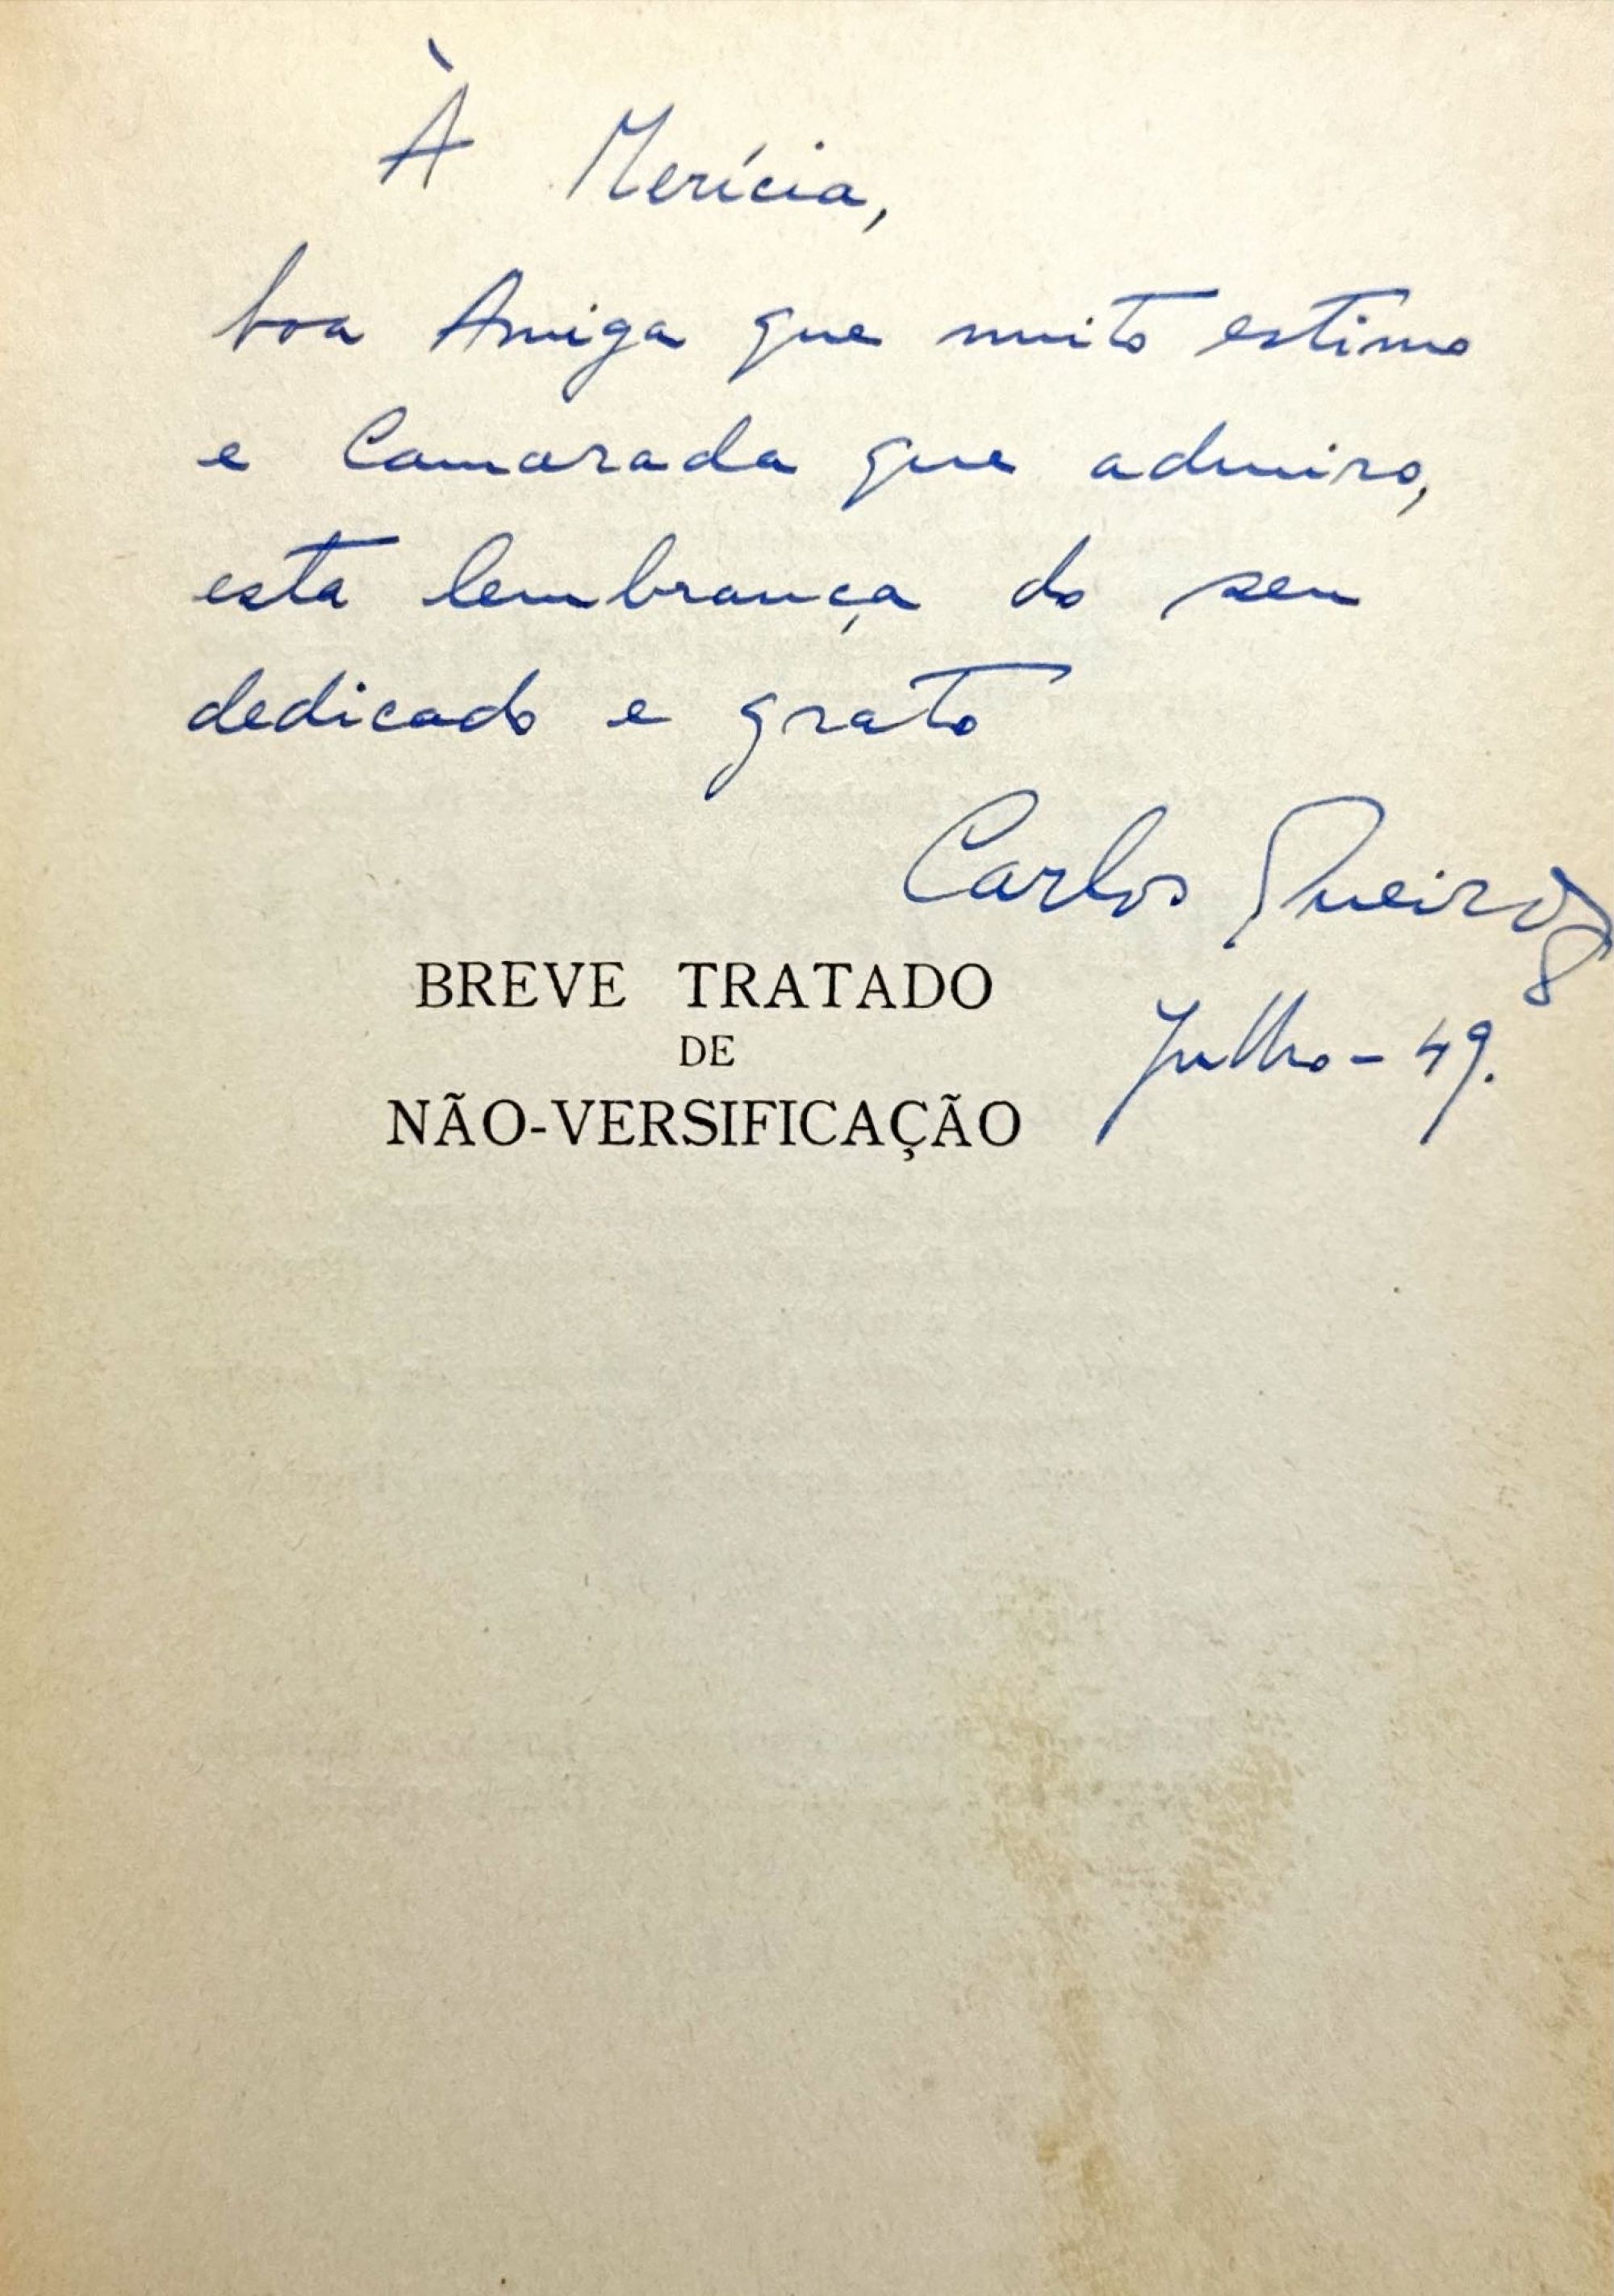 À Merícia,
boa Amiga que muito estimo
e Camarada que admiro,
esta lembrança do seu
dedicado e grato
Carlos Queiroz
BREVE TRATADO
DE
NÃO-VERSIFICAÇÃO
Julho - 49.